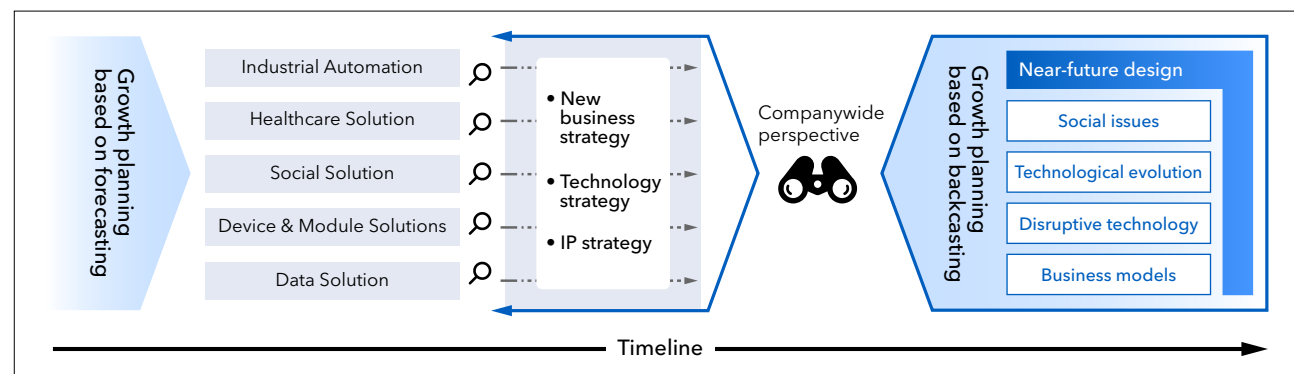 Growth planning
based on forecasting
Industrial Automation
Healthcare Solution
Social Solution
Device & Module Solutions
Data Solution
• New
business
strategy
• Technology
strategy
• IP strategy
Companywide
perspective
Growth planning
based on backcasting
Near-future design
Social issues
Technological evolution
Disruptive technology
Business models
Timeline